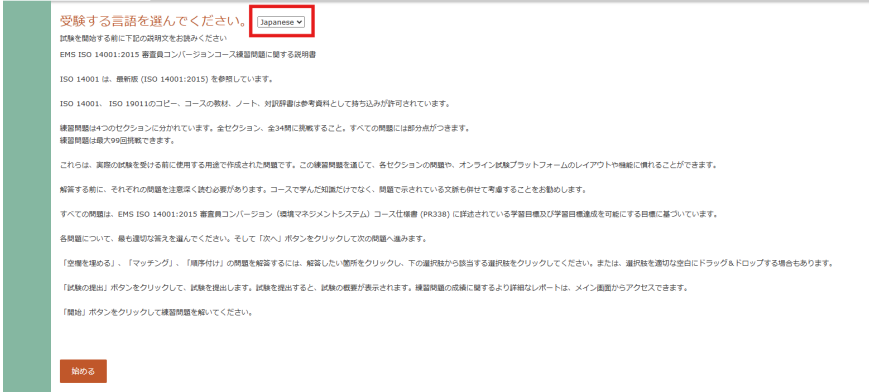 受験する言語を選んでください。 Japanese
試験を開始する前に下記の説明文をお読みください
EMS ISO 14001:2015 審査員コンバージョンコース練習問題に関する説明書
ISO 14001 は、最新版 (ISO 14001:2015) を参照しています。
ISO 14001、 ISO 19011のコピー、コースの教材、ノート、対訳辞書は参考資料として持ち込みが許可されています。
練習問題は4つのセクションに分かれています。全セクション、全34問に挑戦すること。すべての問題には部分点がつきます。
練習問題は最大99回挑戦できます。
これらは、実際の試験を受ける前に使用する用途で作成された問題です。この練習問題を通じて、各セクションの問題や、オンライン試験プラットフォームのレイアウトや機能に慣れることができます。
解答する前に、それぞれの問題を注意深く読む必要があります。コースで学んだ知識だけでなく、問題で示されている文脈も併せて考慮することをお勧めします。
すべての問題は、EMS ISO 14001:2015 審査員コンバージョン（環境マネジメントシステム）コース仕様書 (PR338) に詳述されている学習目標及び学習目標達成を可能にする目標に基づいています。
各問題について、最も適切な答えを選んでください。そして「次へ」ボタンをクリックして次の問題へ進みます。
「空欄を埋める」、「マッチング」、「順序付け」の問題を解答するには、解答したい箇所をクリックし、下の選択肢から該当する選択肢をクリックしてください。または、選択肢を適切な空白にドラッグ＆ドロップする場合もあります。
「試験の提出」ボタンをクリックして、試験を提出します。試験を提出すると、試験の概要が表示されます。練習問題の成績に関するより詳細なレポートは、メイン画面からアクセスできます。
「開始」ボタンをクリックして練習問題を解いてください。
始める